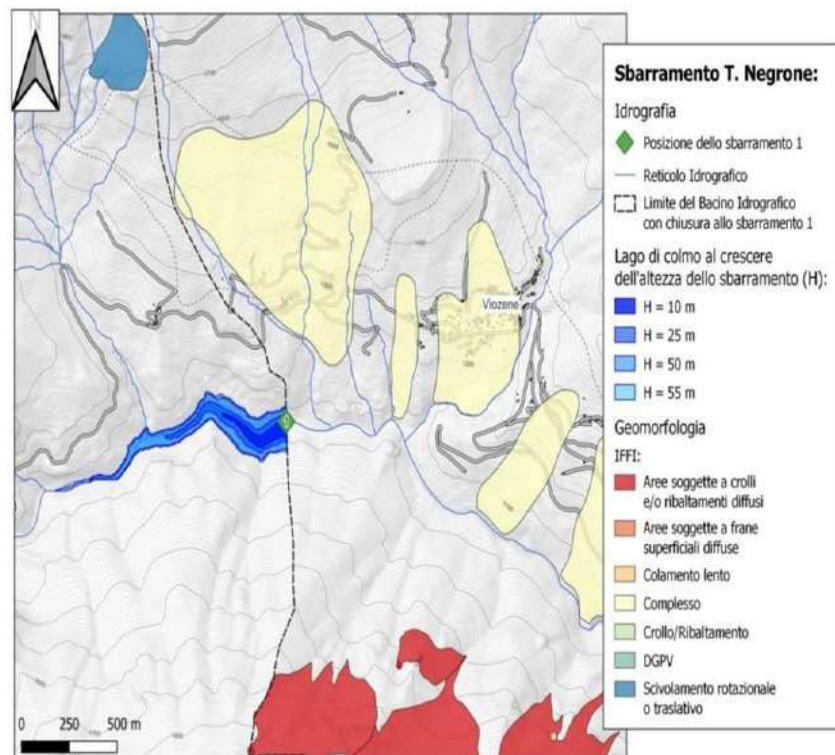 N
Viozene
0 250 500 m
Sbarramento T. Negrone:
Idrografia
Posizione dello sbarramento 1
Reticolo Idrografico
Limite del Bacino Idrografico
con chiusura allo sbarramento 1
Lago di colmo al crescere
dell'altezza dello sbarramento (H):
H = 10 m
H = 25 m
H = 50 m
H = 55 m
Geomorfologia
IFFI:
Aree soggette a crolli
e/o ribaltamenti diffusi
Aree soggette a frane
superficiali diffuse
Colamento lento
Complesso
Crollo/Ribaltamento
DGPV
Scivolamento rotazionale
o traslativo